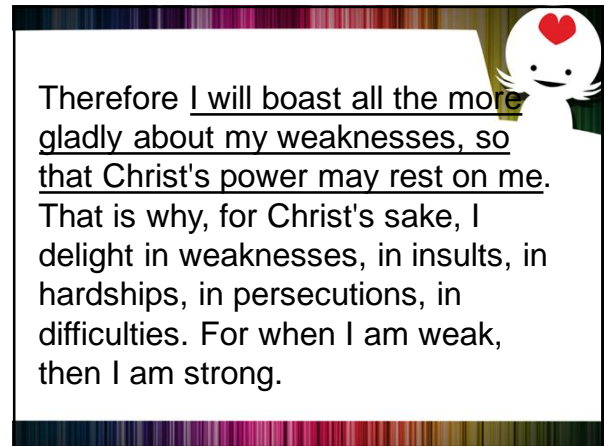 Therefore I will boast all the more
gladly about my weaknesses, so
that Christ's power may rest on me.
That is why, for Christ's sake, I
delight in weaknesses, in insults, in
hardships, in persecutions, in
difficulties. For when I am weak,
then I am strong.